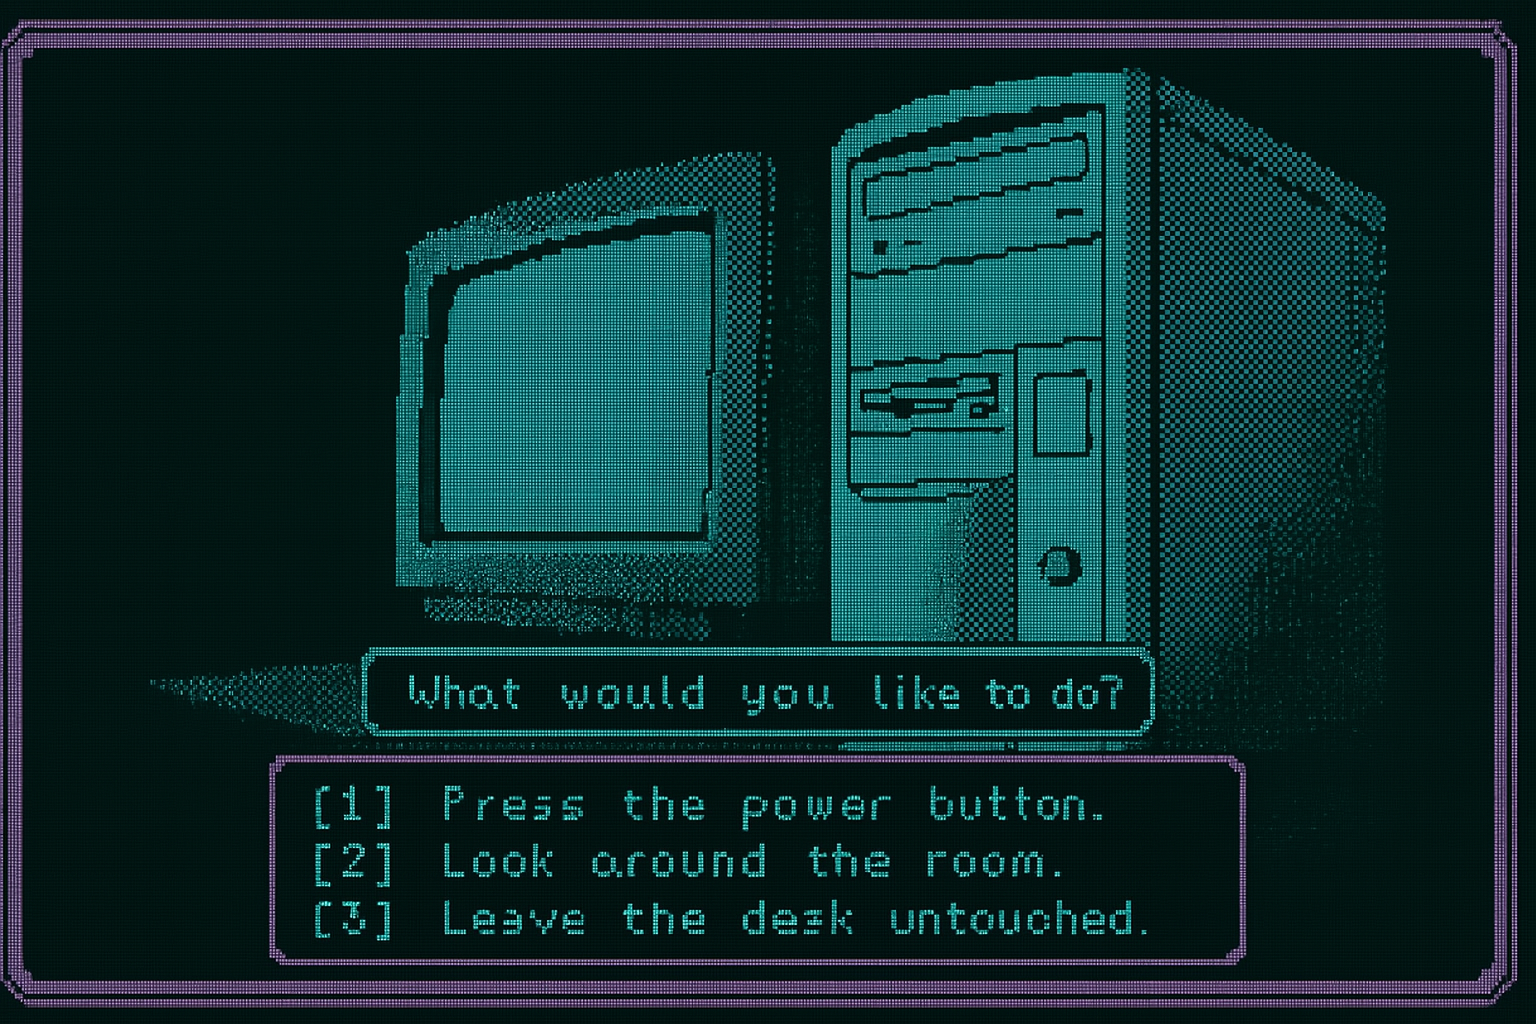 What would you like to do?
[1] Press the power button.
[2] Look around the room.
[3] Leave the desk untouched.